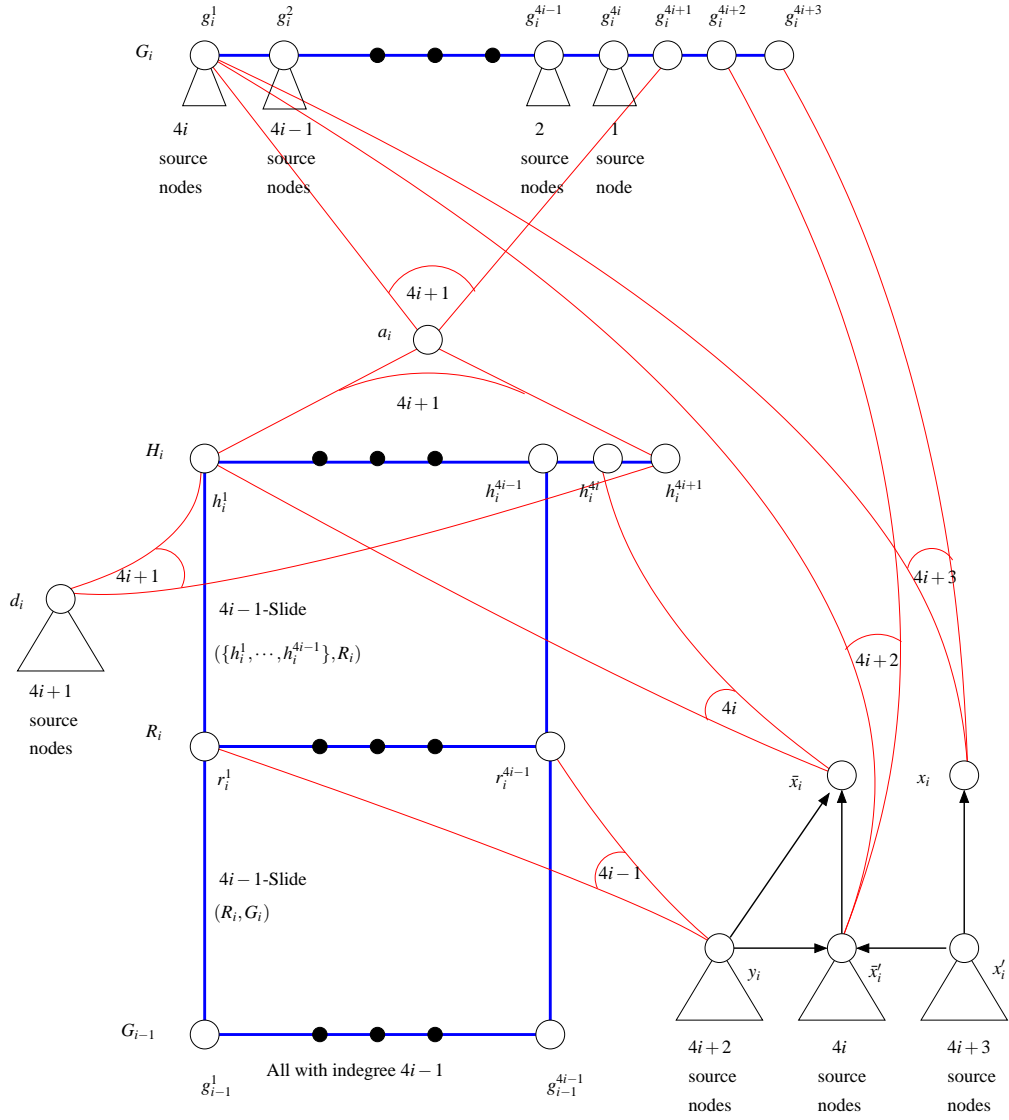 g_i^1 g_i^2 g_i^{4i−1} g_i^{4i} g_i^{4i+1} g_i^{4i+2} g_i^{4i+3}
G_i
4i 4i−1 2 1
source source source source
nodes nodes nodes node
4i+1
a_i
4i+1
H_i
h_i^1 h_i^{4i−1} h_i^{4i} h_i^{4i+1}
4i+1
4i+3
d_i
4i−1-Slide
({h_i^1,⋯,h_i^{4i−1}},R_i)
4i+2
4i+1
source
nodes
4i
R_i
r_i^1 r_i^{4i−1}
x̄_i x_i
4i−1-Slide
(R_i,G_i)
4i−1
y_i x̄′_i x′_i
G_{i−1}
All with indegree 4i−1
g_{i−1}^1 g_{i−1}^{4i−1}
4i+2 4i 4i+3
source source source
nodes nodes nodes